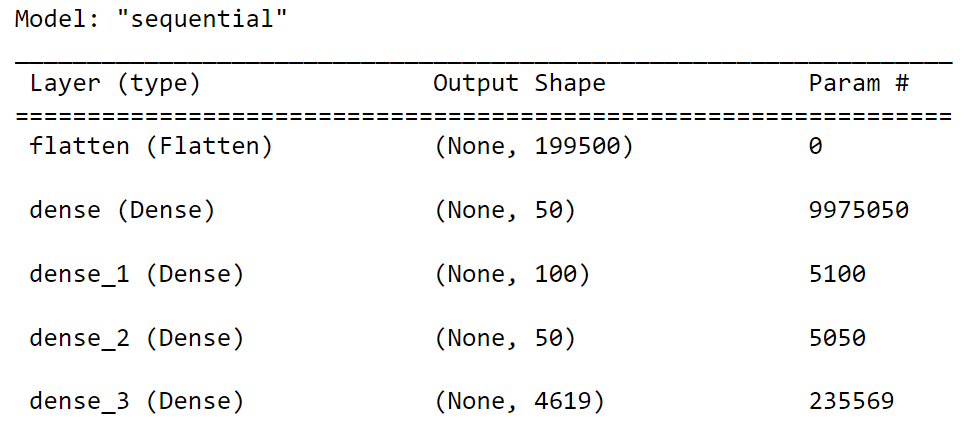 Model: "sequential"
_________________________________________________________________
Layer (type) Output Shape Param #
=================================================================
flatten (Flatten) (None, 199500) 0
dense (Dense) (None, 50) 9975050
dense_1 (Dense) (None, 100) 5100
dense_2 (Dense) (None, 50) 5050
dense_3 (Dense) (None, 4619) 235569